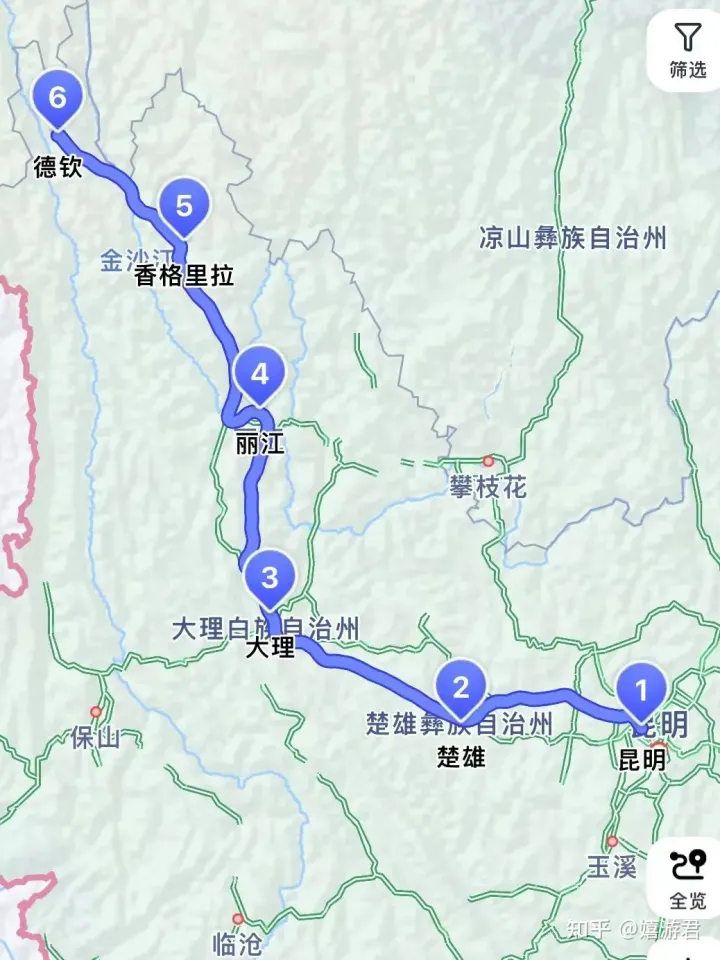 筛选
6
德钦
5
凉山彝族自治州
金沙江
香格里拉
4
丽江
攀枝花
3
大理白族自治州
大理
2
1
楚雄彝族自治州
昆明
保山
楚雄
昆明
玉溪
全览
知乎 @嬉游君
临沧